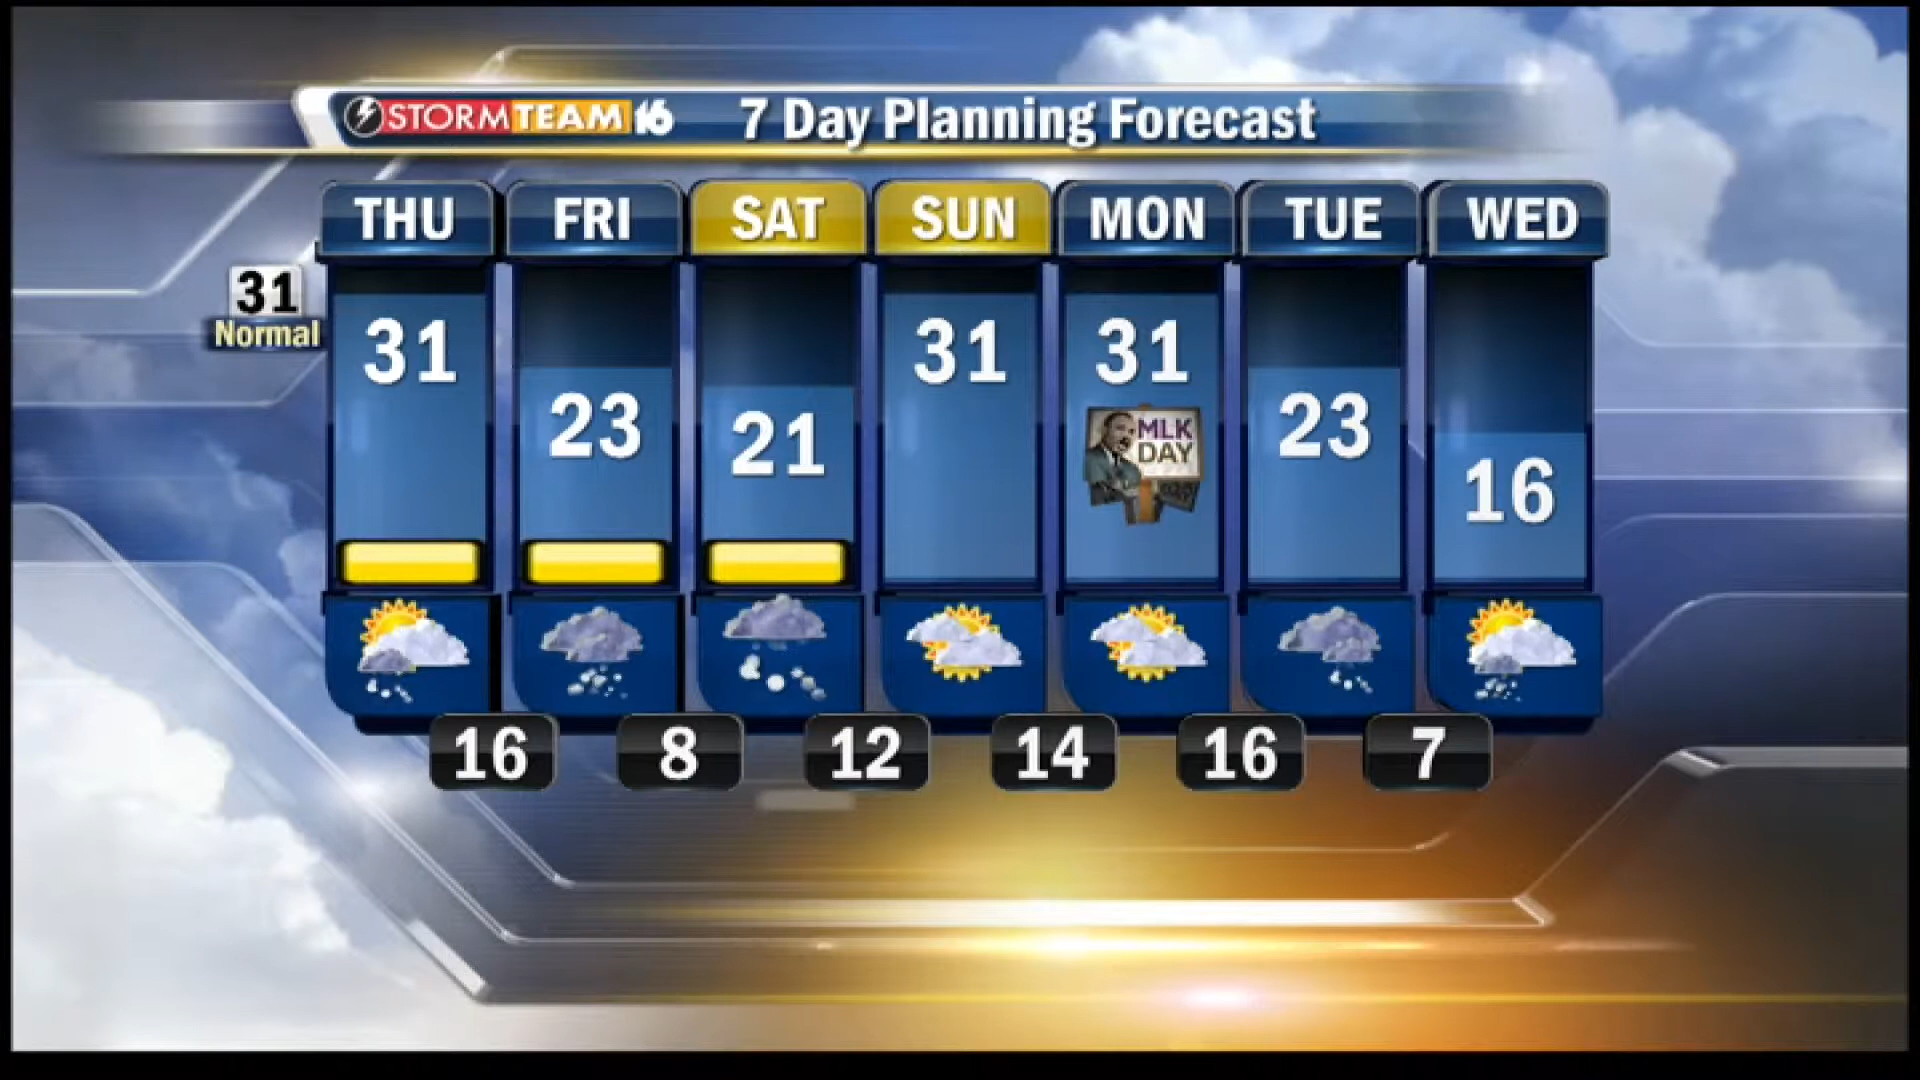 STORMTEAM 16 7 Day Planning Forecast
THU FRI SAT SUN MON TUE WED
31
Normal
31 23 21 31 31 23 16
MLK
DAY
16 8 12 14 16 7